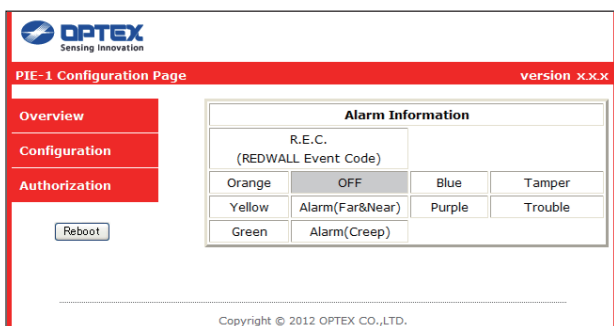 OPTEX
Sensing Innovation
PIE-1 Configuration Page version x.x.x
Overview
Configuration
Authorization
Reboot
Alarm Information
R.E.C.
(REDWALL Event Code)
Orange OFF Blue Tamper
Yellow Alarm(Far&Near) Purple Trouble
Green Alarm(Creep)
Copyright © 2012 OPTEX CO.,LTD.